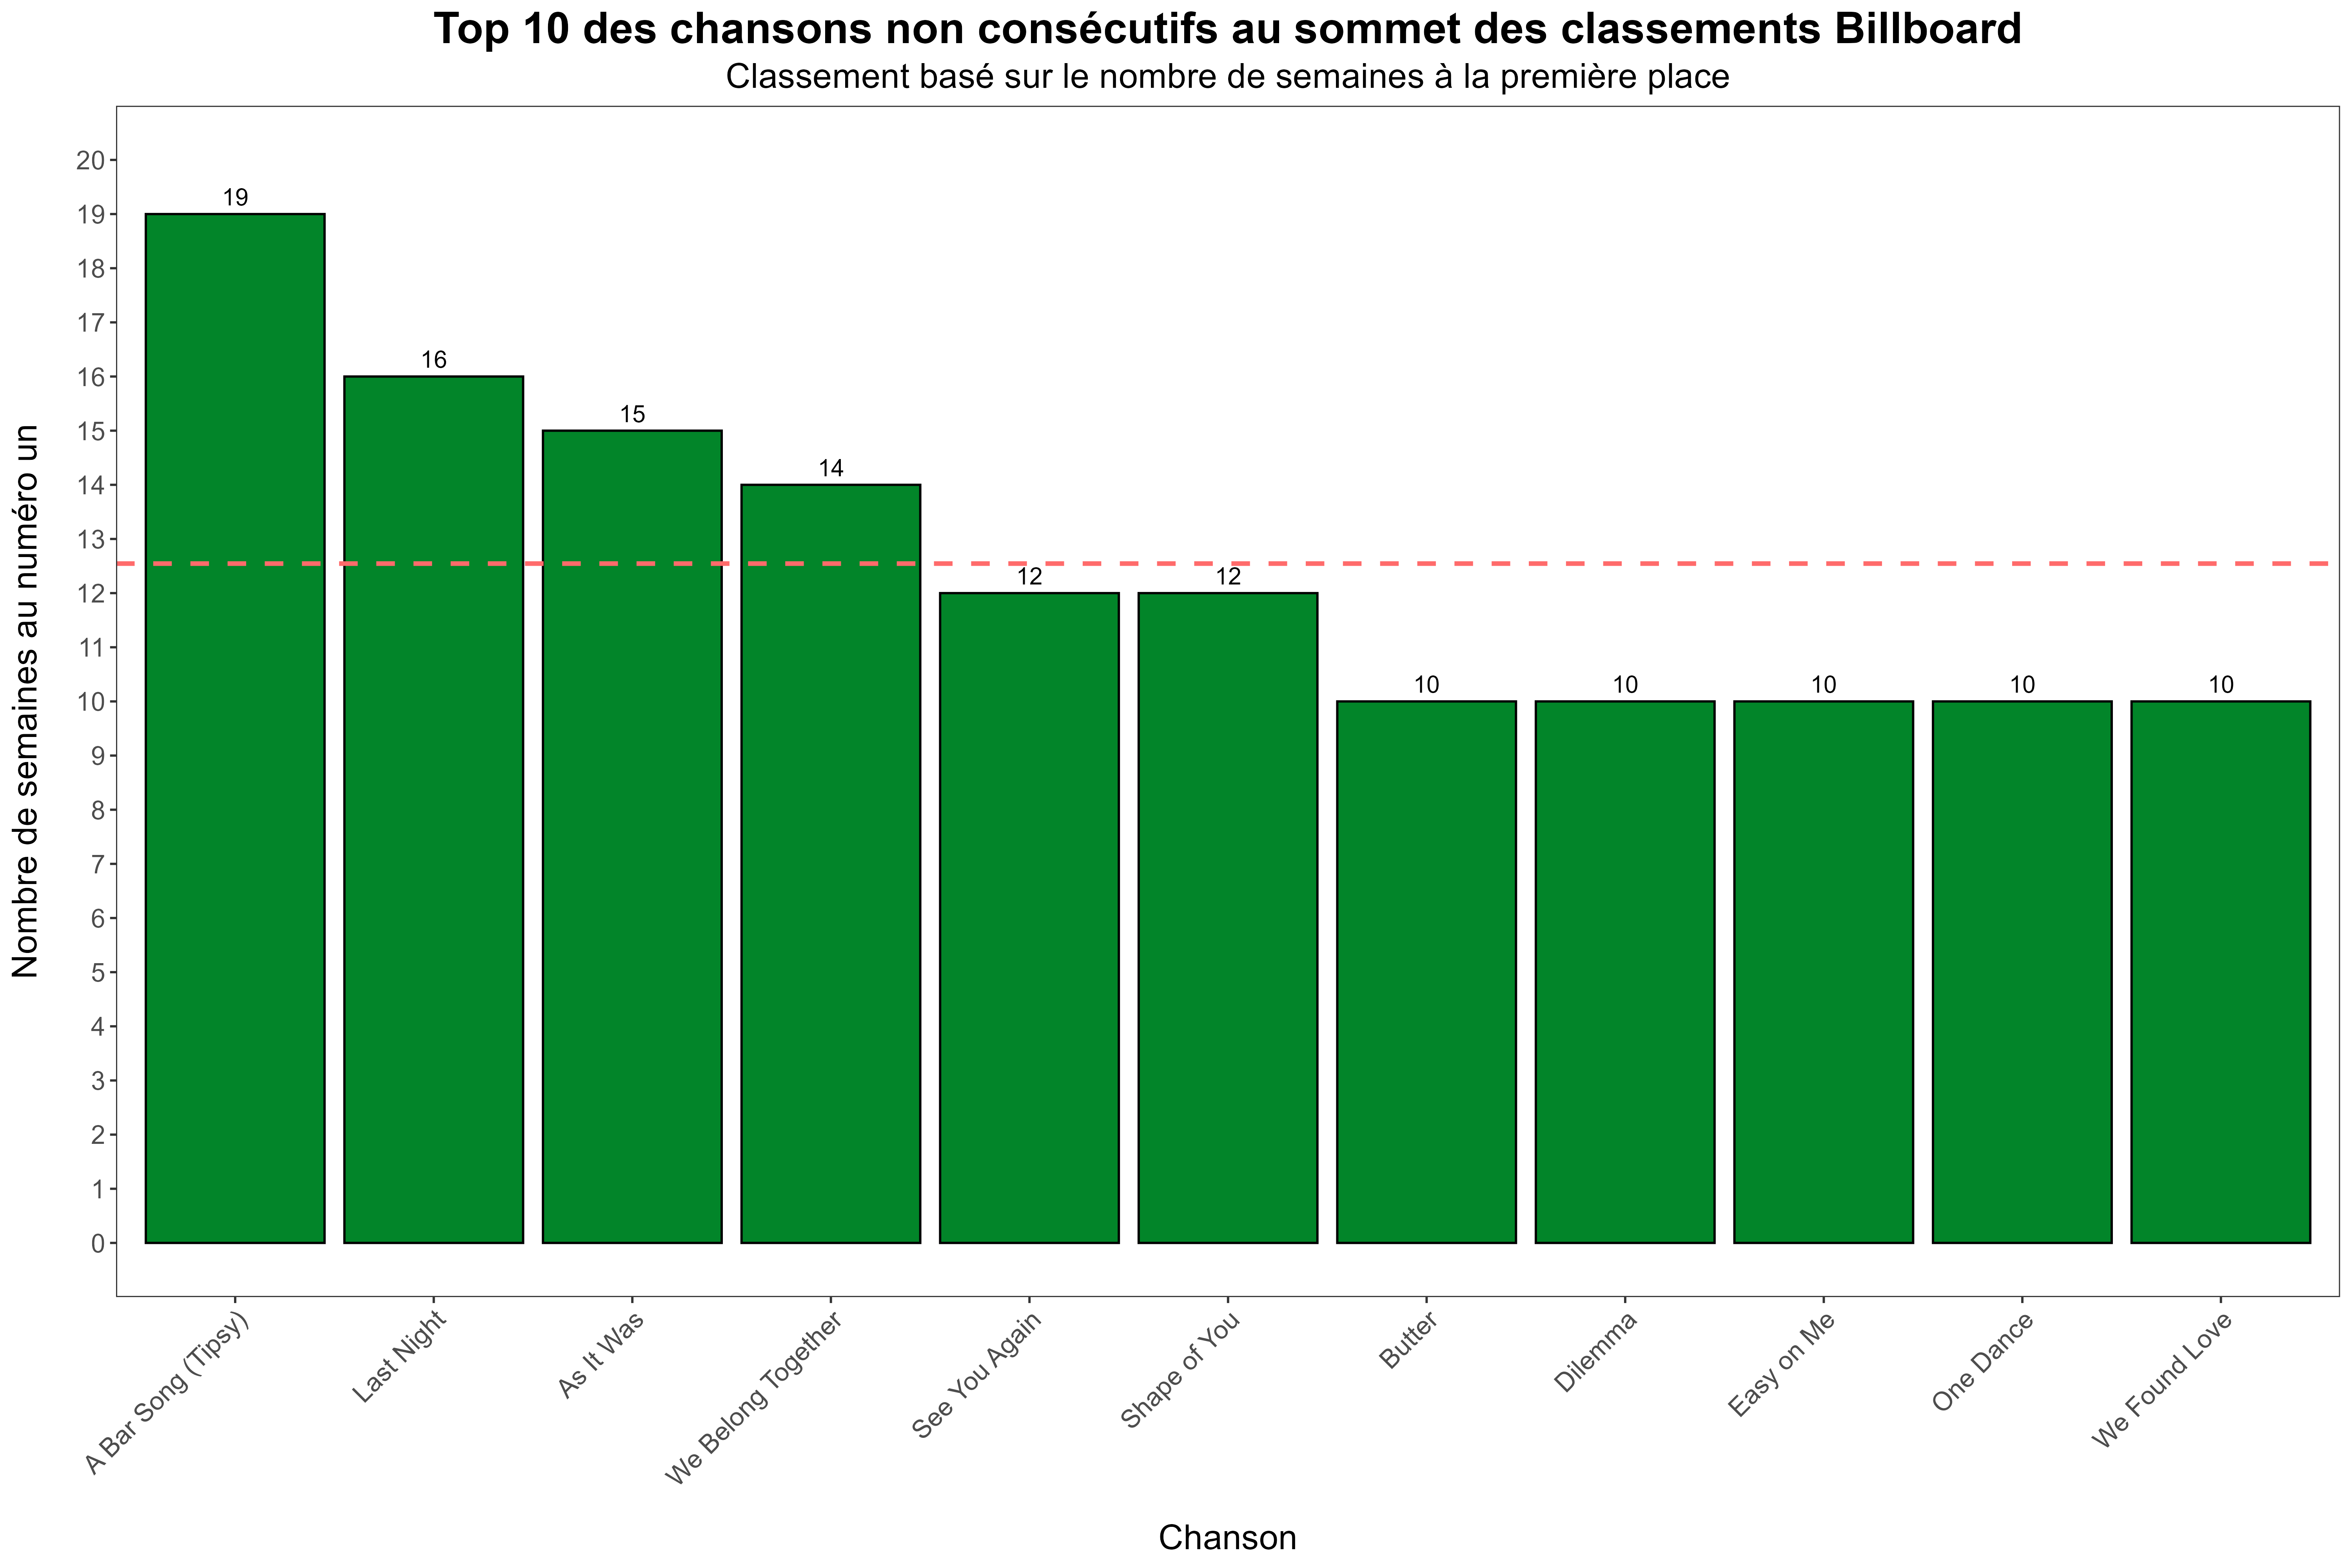 Top 10 des chansons non consécutifs au sommet des classements Billboard
Classement basé sur le nombre de semaines à la première place
Nombre de semaines au numéro un
20
19
18
17
16
15
14
13
12
11
10
9
8
7
6
5
4
3
2
1
0
19
16
15
14
12
12
10
10
10
10
10
A Bar Song (Tipsy)
Last Night
As It Was
We Belong Together
See You Again
Shape of You
Butter
Dilemma
Easy on Me
One Dance
We Found Love
Chanson